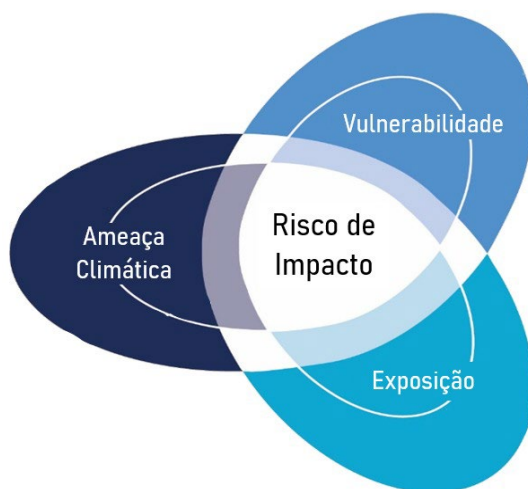 Vulnerabilidade
Ameaça
Climática
Risco de
Impacto
Exposição